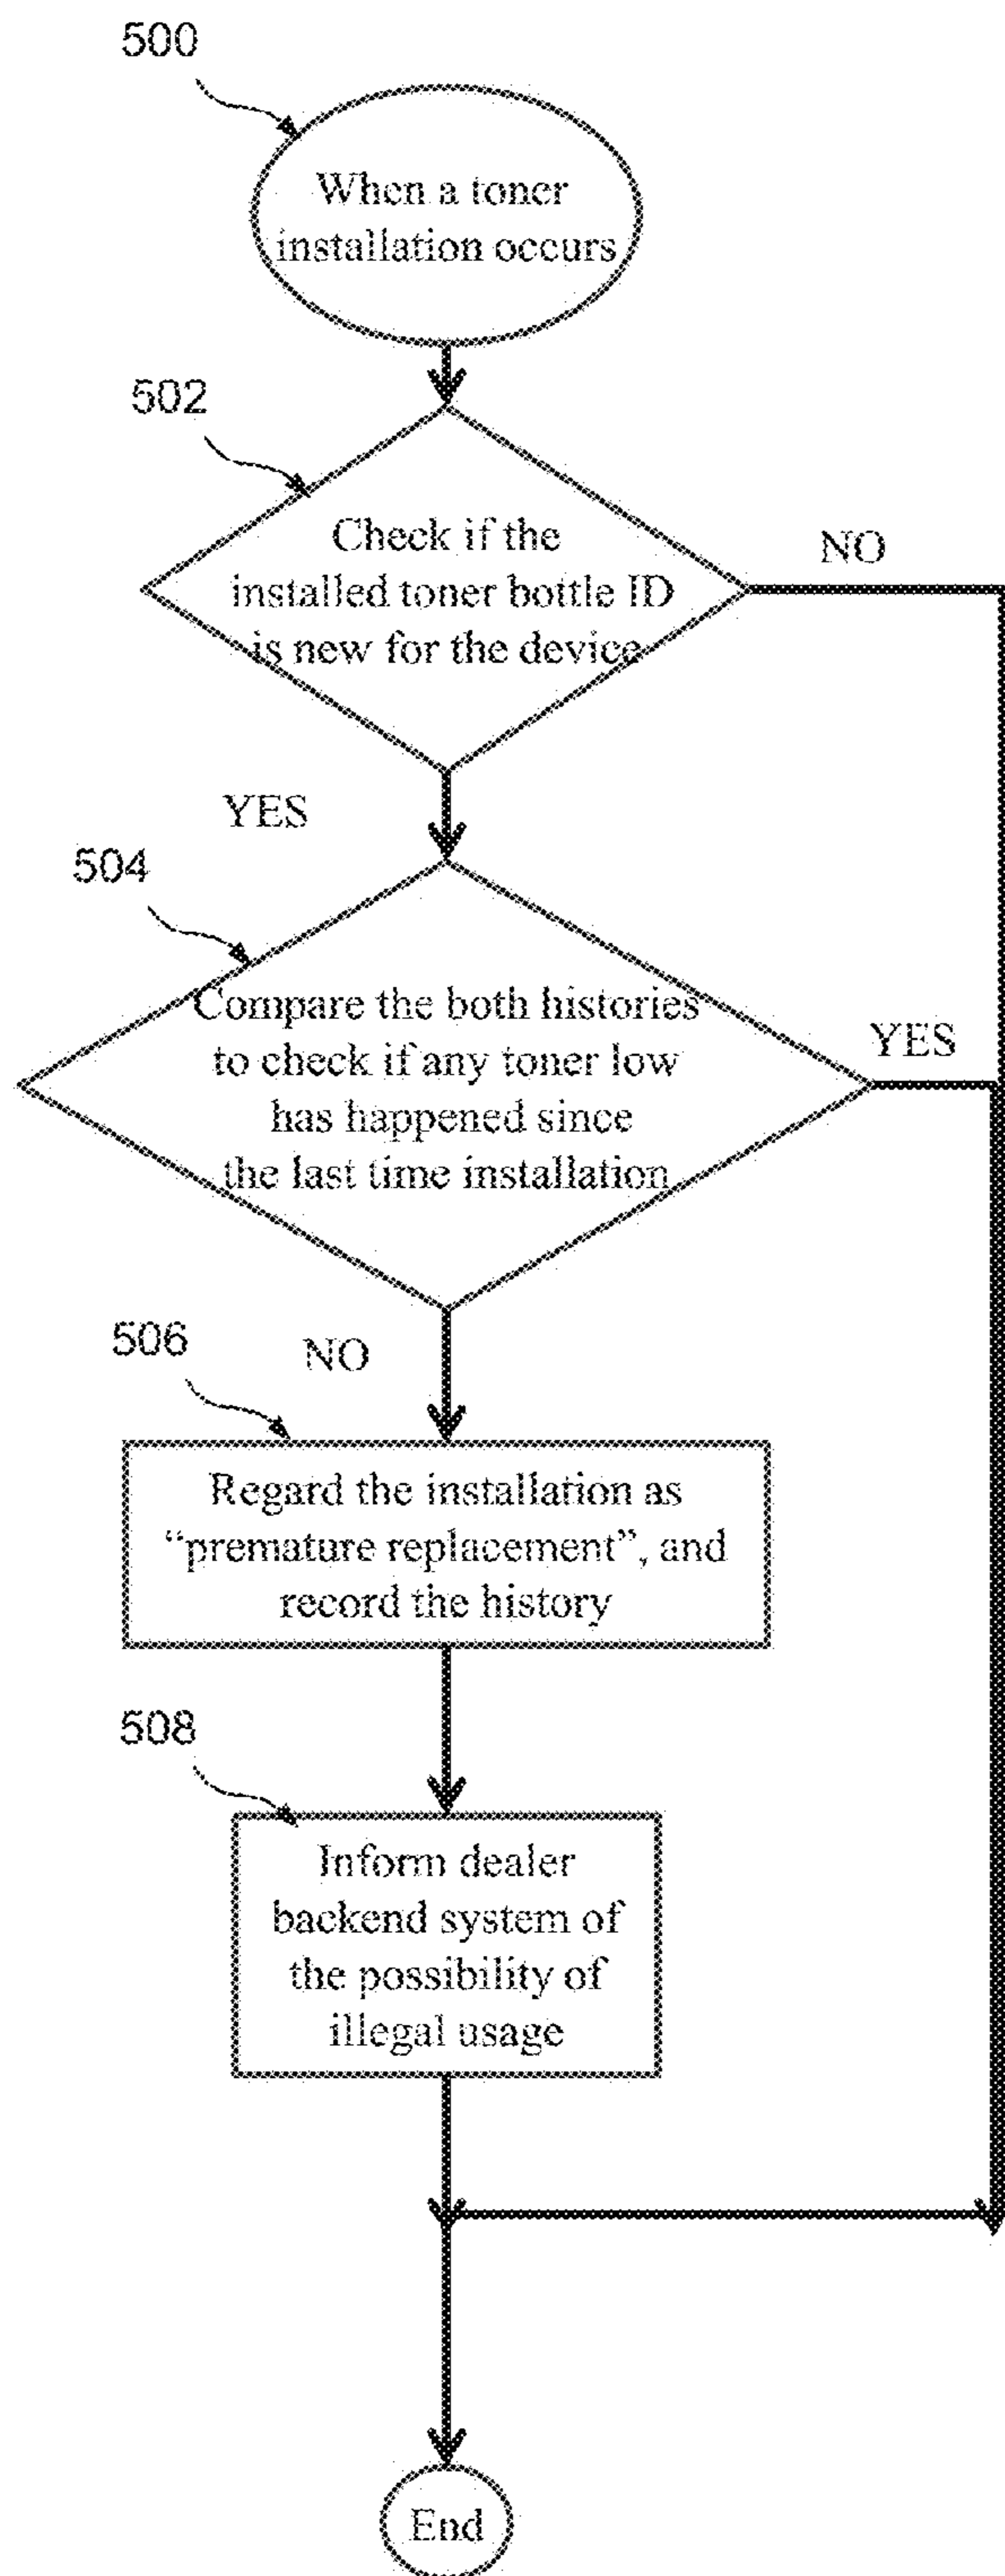 500
When a toner
installation occurs
502
Check if the
installed toner bottle ID
is new for the device
NO
YES
504
Compare the both histories
to check if any toner low
has happened since
the last time installation
YES
506
NO
Regard the installation as
“premature replacement”, and
record the history
508
Inform dealer
backend system of
the possibility of
illegal usage
End